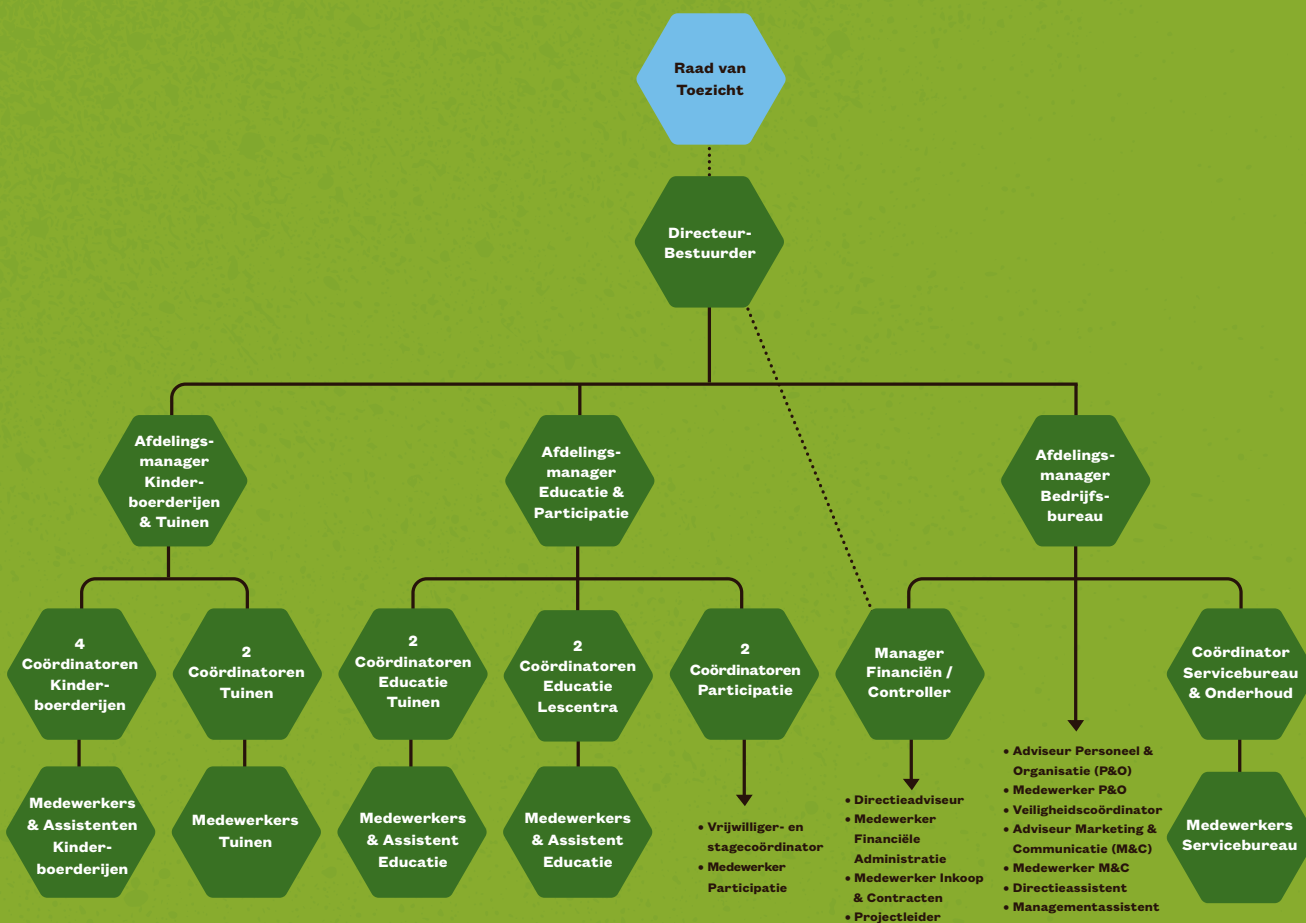 Raad van
Toezicht
Directeur-
Bestuurder
Afdelings-
manager
Kinder-
boerderijen
& Tuinen
Afdelings-
manager
Educatie &
Participatie
Afdelings-
manager
Bedrijfs-
bureau
4
Coördinatoren
Kinder-
boerderijen
2
Coördinatoren
Tuinen
2
Coördinatoren
Educatie
Tuinen
2
Coördinatoren
Educatie
Lescentra
2
Coördinatoren
Participatie
Manager
Financiën /
Controller
Coördinator
Servicebureau
& Onderhoud
Medewerkers
& Assistenten
Kinder-
boerderijen
Medewerkers
Tuinen
Medewerkers
& Assistent
Educatie
Medewerkers
& Assistent
Educatie
• Vrijwilliger- en
stagecoördinator
• Medewerker
Participatie
• Directieadviseur
• Medewerker
Financiële
Administratie
• Medewerker Inkoop
& Contracten
• Projectleider
• Adviseur Personeel &
Organisatie (P&O)
• Medewerker P&O
• Veiligheidscoördinator
• Adviseur Marketing &
Communicatie (M&C)
• Medewerker M&C
• Directieassistent
• Managementassistent
Medewerkers
Servicebureau